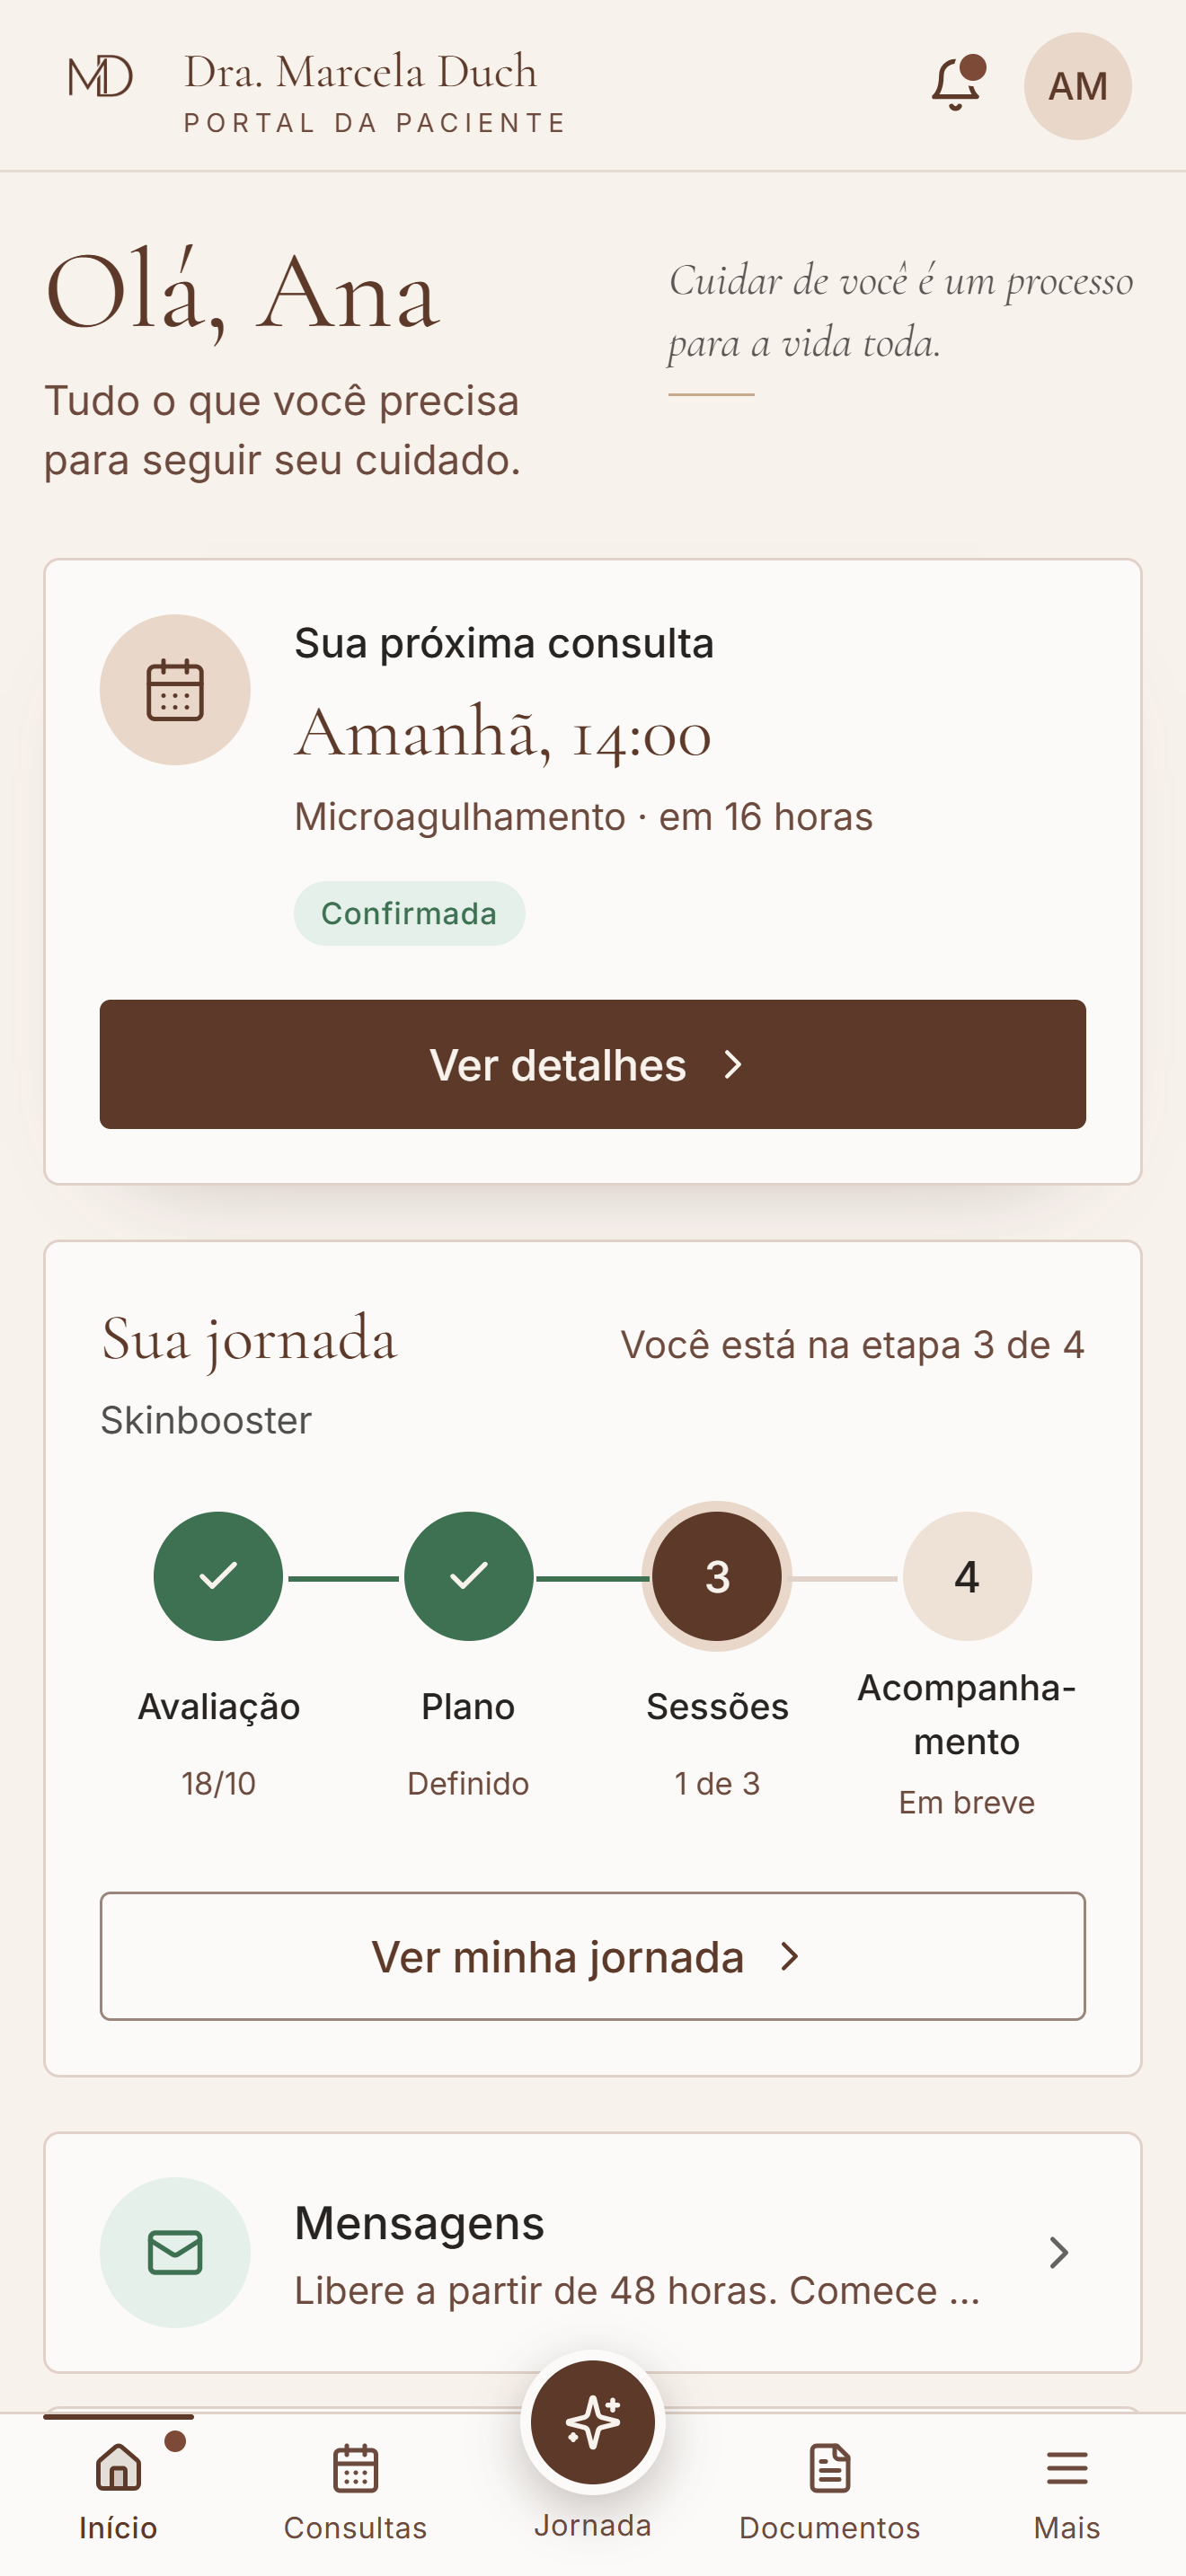 MD
Dra. Marcela Duch
PORTAL DA PACIENTE
AM
Olá, Ana
Tudo o que você precisa
para seguir seu cuidado.
Cuidar de você é um processo
para a vida toda.
Sua próxima consulta
Amanhã, 14:00
Microagulhamento · em 16 horas
Confirmada
Ver detalhes
Sua jornada
Você está na etapa 3 de 4
Skinbooster
3
4
Avaliação
Plano
Sessões
Acompanha-
mento
18/10
Definido
1 de 3
Em breve
Ver minha jornada
Mensagens
Libere a partir de 48 horas. Comece ...
Início
Consultas
Jornada
Documentos
Mais